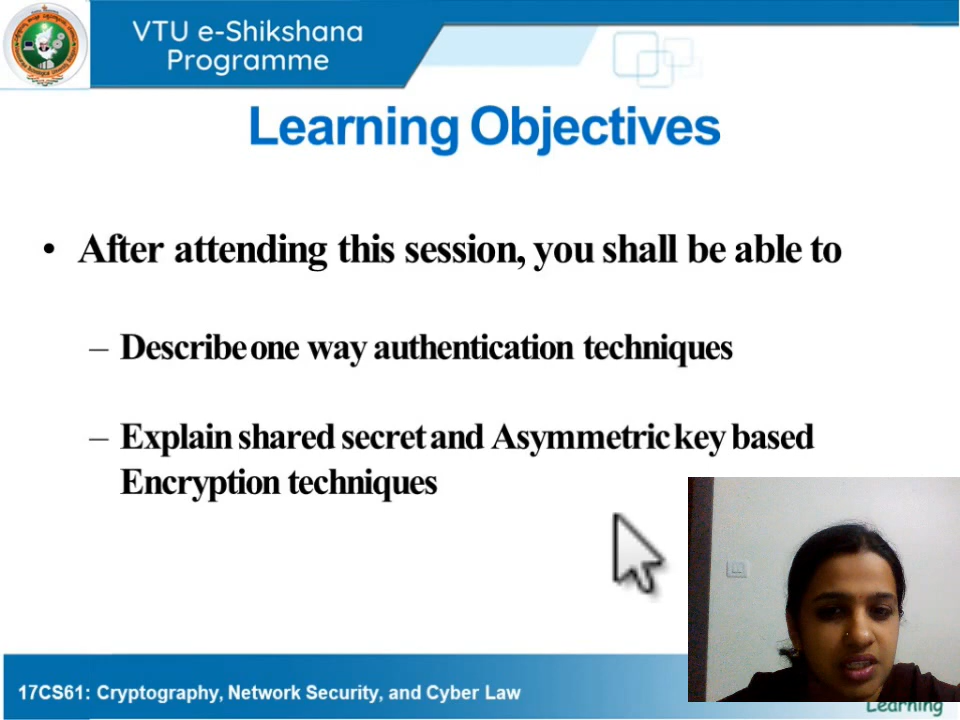 VTU e-Shikshana
Programme
Learning Objectives
• After attending this session, you shall be able to
– Describe one way authentication techniques
– Explain shared secret and Asymmetric key based
Encryption techniques
17CS61: Cryptography, Network Security, and Cyber Law
Learning